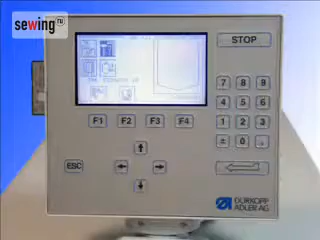 sewing ru
STOP
7 8 9
4 5 6
F1 F2 F3 F4
1 2 3
± 0 .
ESC
DÜRKOPP
ADLER AG